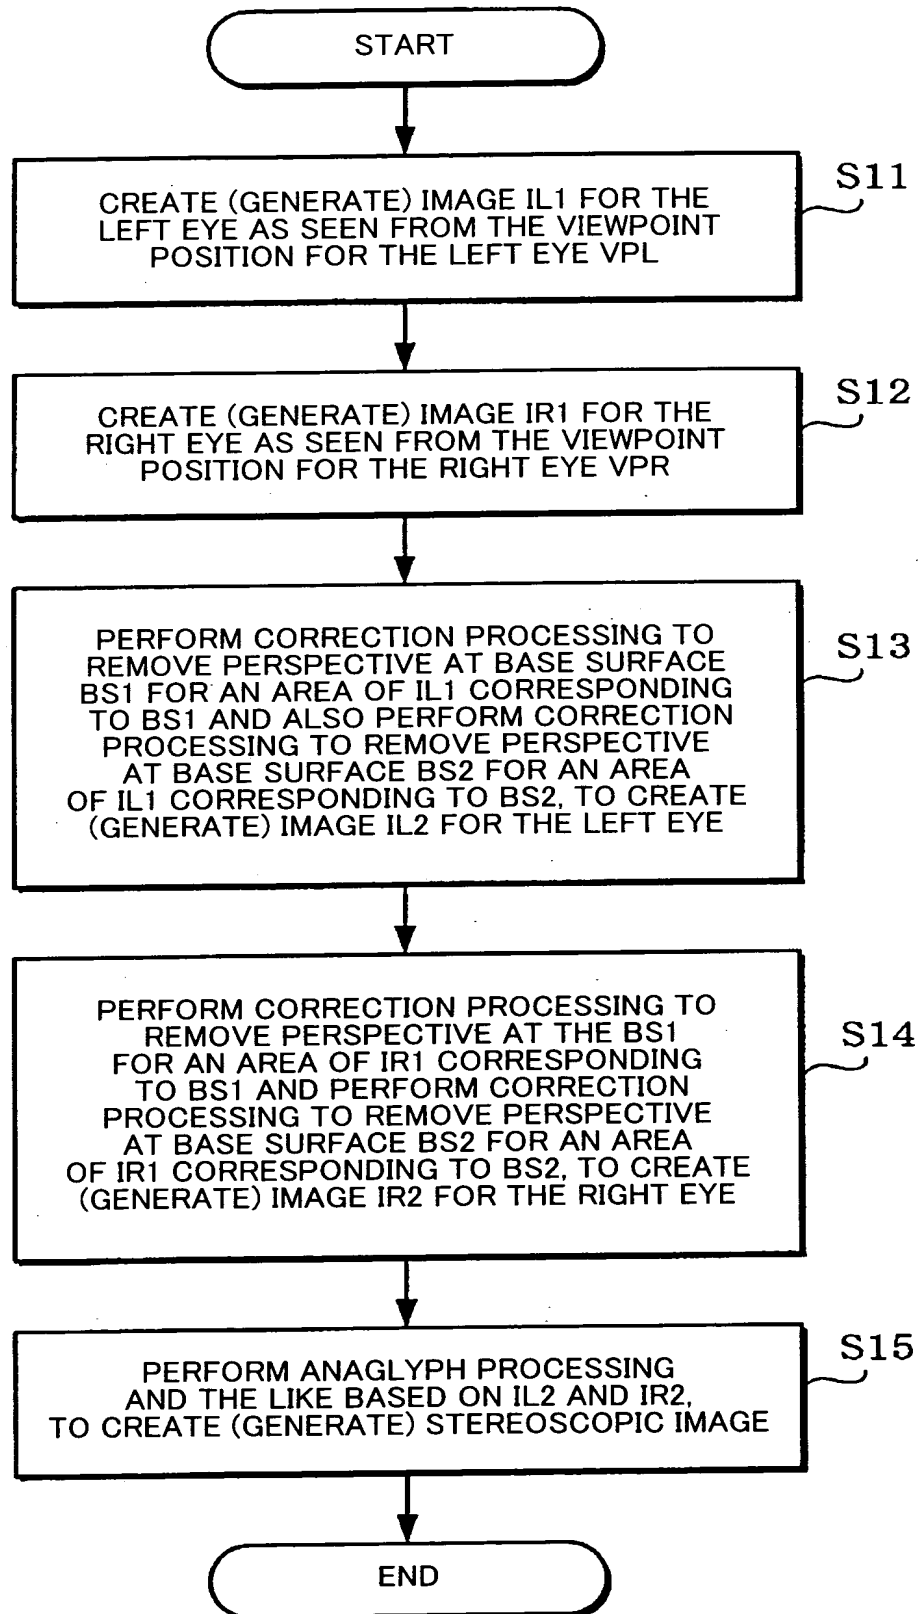 START
S11
CREATE (GENERATE) IMAGE IL1 FOR THE
LEFT EYE AS SEEN FROM THE VIEWPOINT
POSITION FOR THE LEFT EYE VPL
S12
CREATE (GENERATE) IMAGE IR1 FOR THE
RIGHT EYE AS SEEN FROM THE VIEWPOINT
POSITION FOR THE RIGHT EYE VPR
S13
PERFORM CORRECTION PROCESSING TO
REMOVE PERSPECTIVE AT BASE SURFACE
BS1 FOR AN AREA OF IL1 CORRESPONDING
TO BS1 AND ALSO PERFORM CORRECTION
PROCESSING TO REMOVE PERSPECTIVE
AT BASE SURFACE BS2 FOR AN AREA
OF IL1 CORRESPONDING TO BS2, TO CREATE
(GENERATE) IMAGE IL2 FOR THE LEFT EYE
S14
PERFORM CORRECTION PROCESSING TO
REMOVE PERSPECTIVE AT THE BS1
FOR AN AREA OF IR1 CORRESPONDING
TO BS1 AND PERFORM CORRECTION
PROCESSING TO REMOVE PERSPECTIVE
AT BASE SURFACE BS2 FOR AN AREA
OF IR1 CORRESPONDING TO BS2, TO CREATE
(GENERATE) IMAGE IR2 FOR THE RIGHT EYE
S15
PERFORM ANAGLYPH PROCESSING
AND THE LIKE BASED ON IL2 AND IR2,
TO CREATE (GENERATE) STEREOSCOPIC IMAGE
END